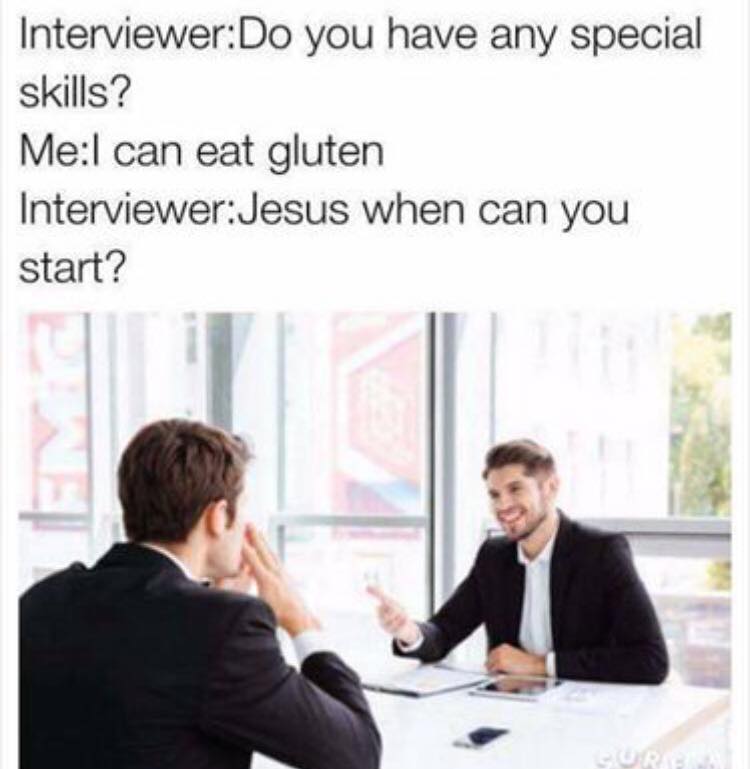 Interviewer:Do you have any special
skills?
Me:I can eat gluten
Interviewer:Jesus when can you
start?